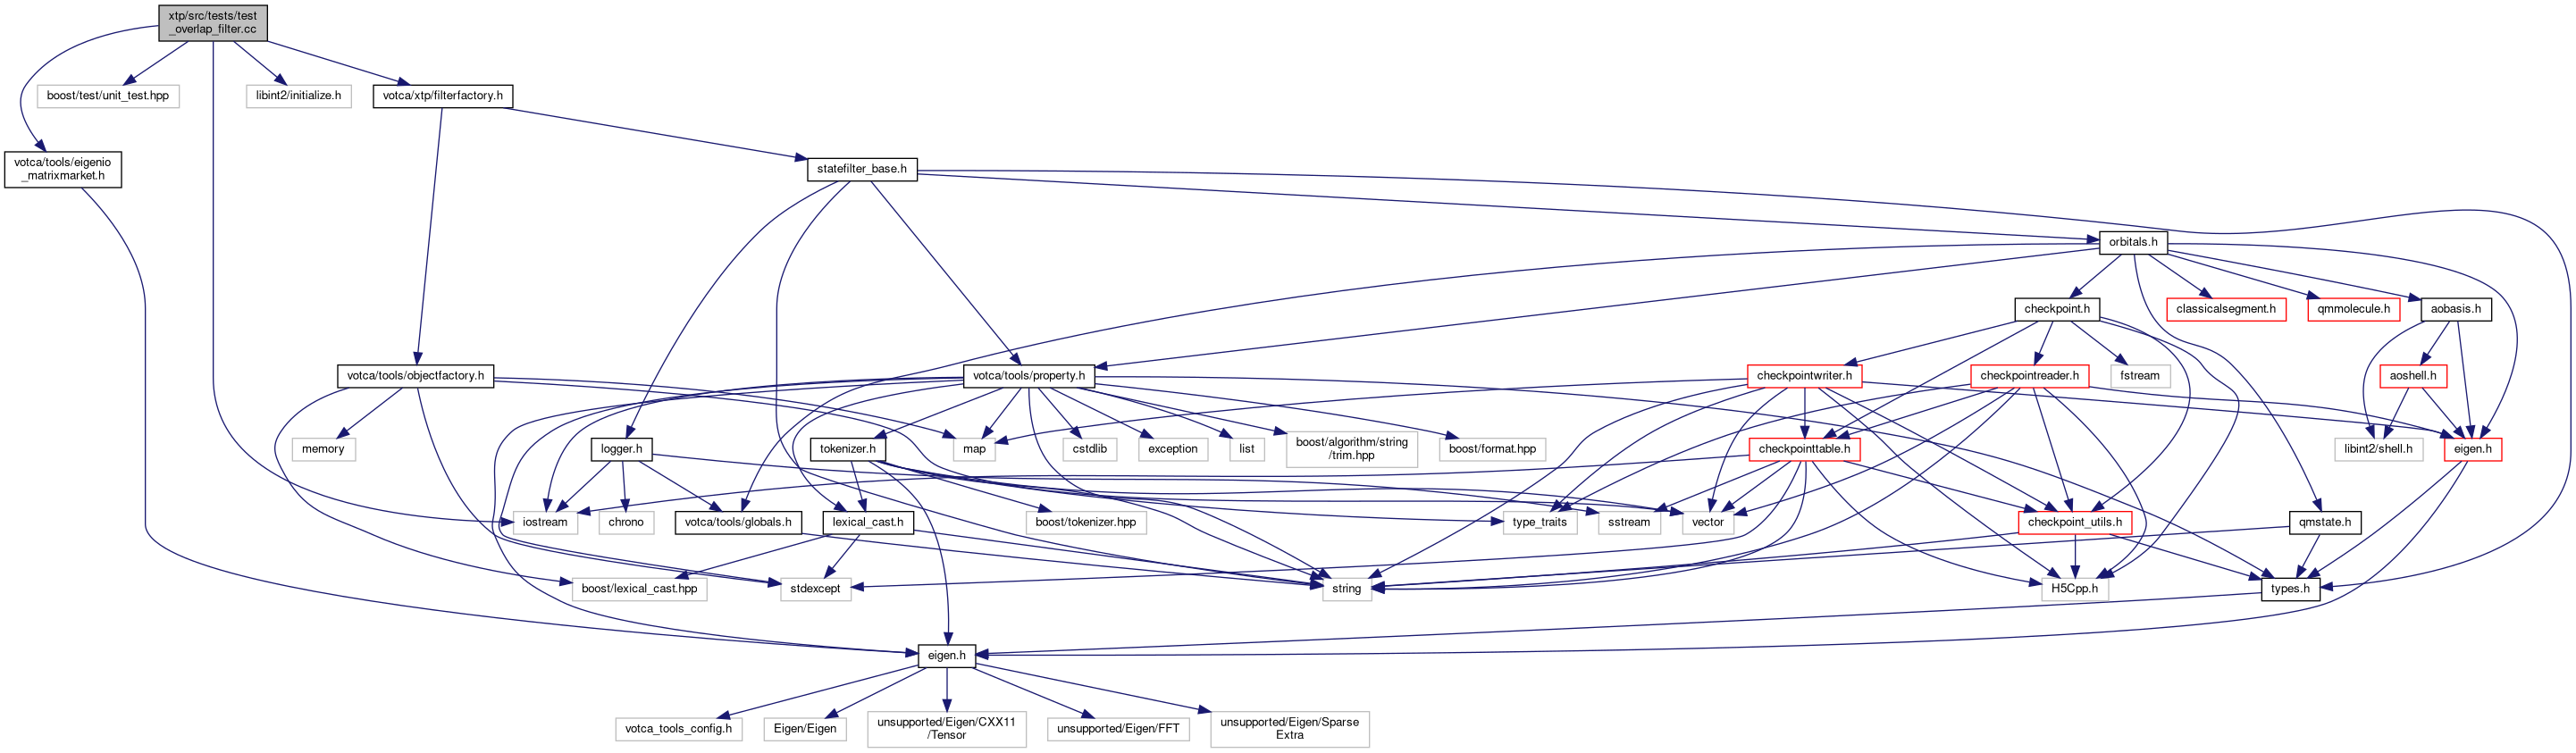 xtp/src/tests/test
_overlap_filter.cc
boost/test/unit_test.hpp
libint2/initialize.h
votca/xtp/filterfactory.h
votca/tools/eigenio
_matrixmarket.h
statefilter_base.h
orbitals.h
checkpoint.h
classicalsegment.h
qmmolecule.h
aobasis.h
votca/tools/objectfactory.h
votca/tools/property.h
checkpointwriter.h
checkpointreader.h
fstream
aoshell.h
memory
logger.h
tokenizer.h
map
cstdlib
exception
list
boost/algorithm/string
/trim.hpp
boost/format.hpp
checkpointtable.h
libint2/shell.h
eigen.h
iostream
chrono
votca/tools/globals.h
lexical_cast.h
boost/tokenizer.hpp
type_traits
sstream
vector
checkpoint_utils.h
qmstate.h
boost/lexical_cast.hpp
stdexcept
string
H5Cpp.h
types.h
eigen.h
votca_tools_config.h
Eigen/Eigen
unsupported/Eigen/CXX11
/Tensor
unsupported/Eigen/FFT
unsupported/Eigen/Sparse
Extra